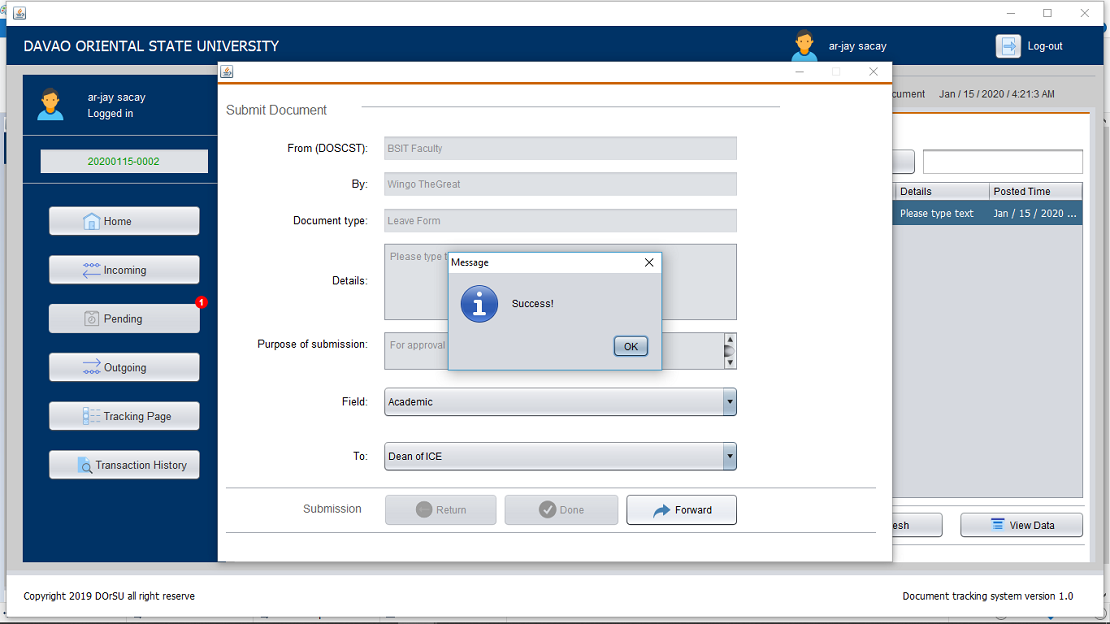 DAVAO ORIENTAL STATE UNIVERSITY
ar-jay sacay
Log-out
ar-jay sacay
Logged in
20200115-0002
Home
Incoming
Pending
1
Outgoing
Tracking Page
Transaction History
Jan / 15 / 2020 / 4:21:3 AM
Submit Document
From (DOSCST):
BSIT Faculty
By:
Wingo TheGreat
Document type:
Leave Form
Details:
Please type
Purpose of submission:
For approval
Field:
Academic
To:
Dean of ICE
Submission
Return
Done
Forward
Message
Success!
OK
Details
Posted Time
Please type text
Jan / 15 / 2020 ...
View Data
Copyright 2019 DOrSU all right reserve
Document tracking system version 1.0